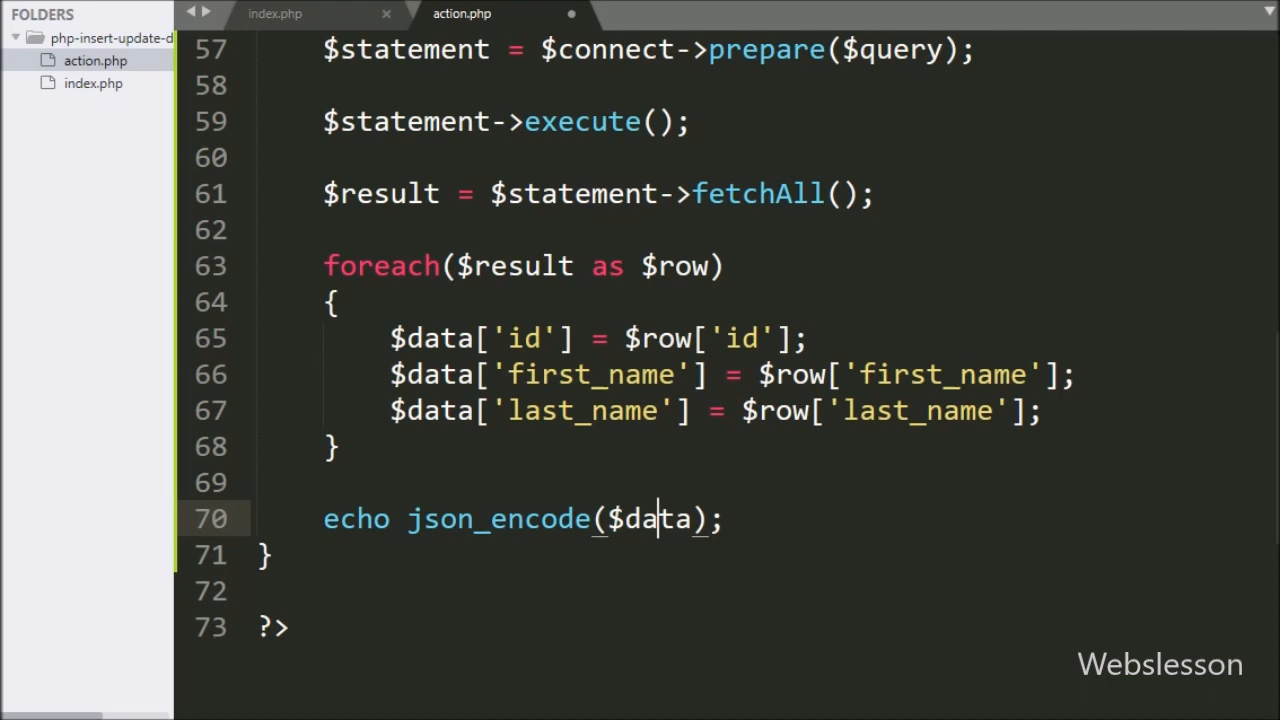 FOLDERS
php-insert-update-d
action.php
index.php
index.php
action.php
57 $statement = $connect->prepare($query);
58
59 $statement->execute();
60
61 $result = $statement->fetchAll();
62
63 foreach($result as $row)
64 {
65 $data['id'] = $row['id'];
66 $data['first_name'] = $row['first_name'];
67 $data['last_name'] = $row['last_name'];
68 }
69
70 echo json_encode($data);
71 }
72
73 ?>
Webslesson